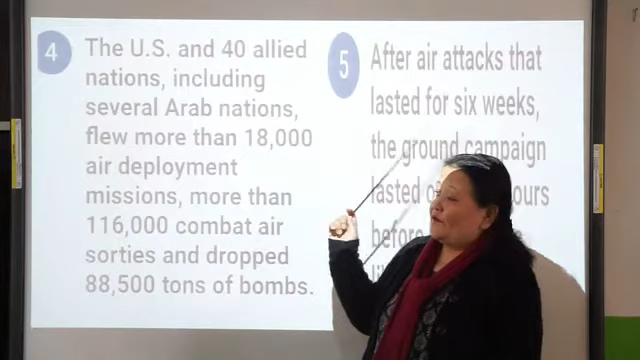 4
The U.S. and 40 allied
nations, including
several Arab nations,
flew more than 18,000
air deployment
missions, more than
116,000 combat air
sorties and dropped
88,500 tons of bombs.
5
After air attacks that
lasted for six weeks,
the ground campaign
lasted
before